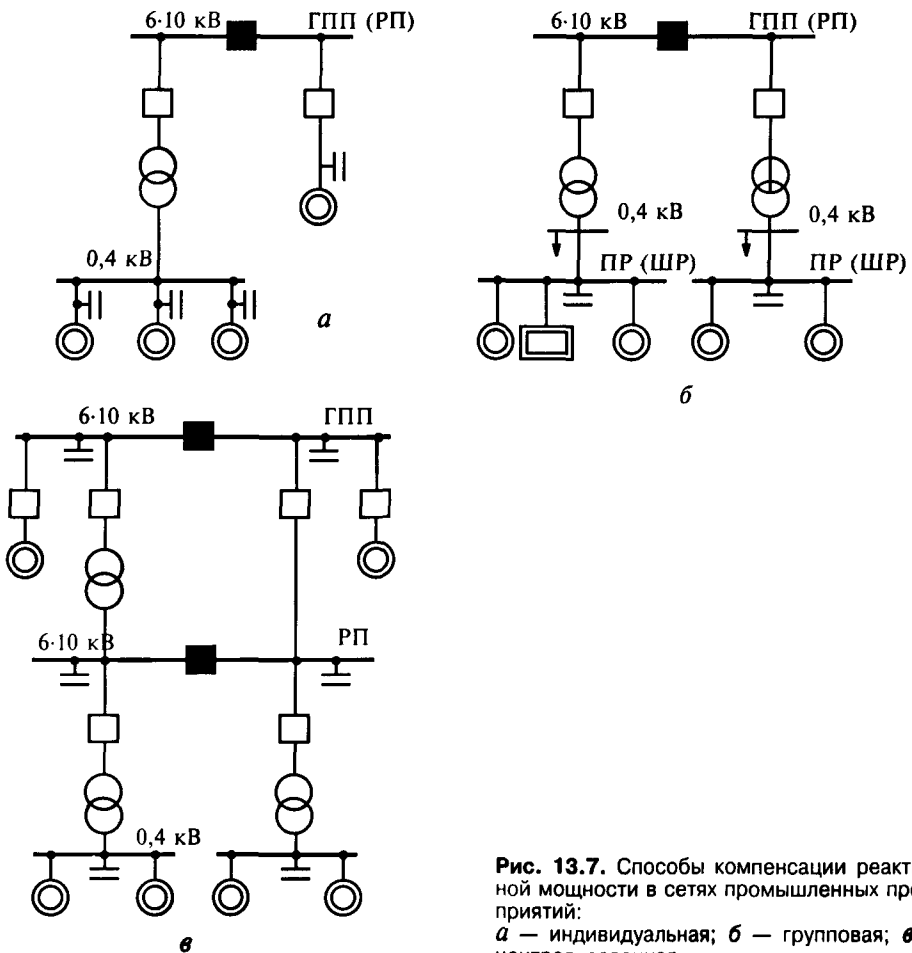 6·10 кВ ГПП (РП)
0,4 кВ
а
6·10 кВ ГПП (РП)
0,4 кВ 0,4 кВ
ПР (ШР) ПР (ШР)
б
6·10 кВ ГПП
6·10 кВ РП
0,4 кВ
в
Рис. 13.7. Способы компенсации реакт
ной мощности в сетях промышленных пр
приятий:
а — индивидуальная; б — групповая; в